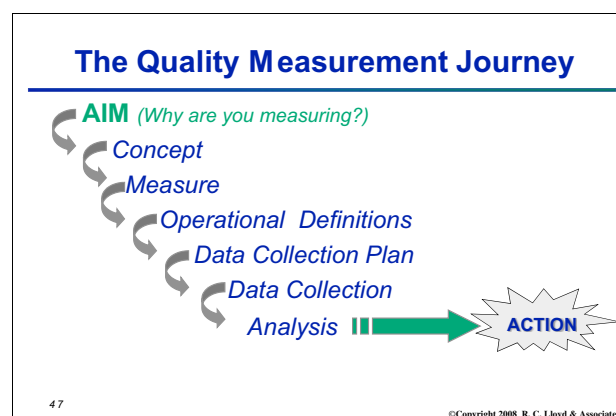 The Quality Measurement Journey
AIM (Why are you measuring?)
Concept
Measure
Operational Definitions
Data Collection Plan
Data Collection
Analysis
ACTION
47
©Copyright 2008 R. C. Lloyd & Associate